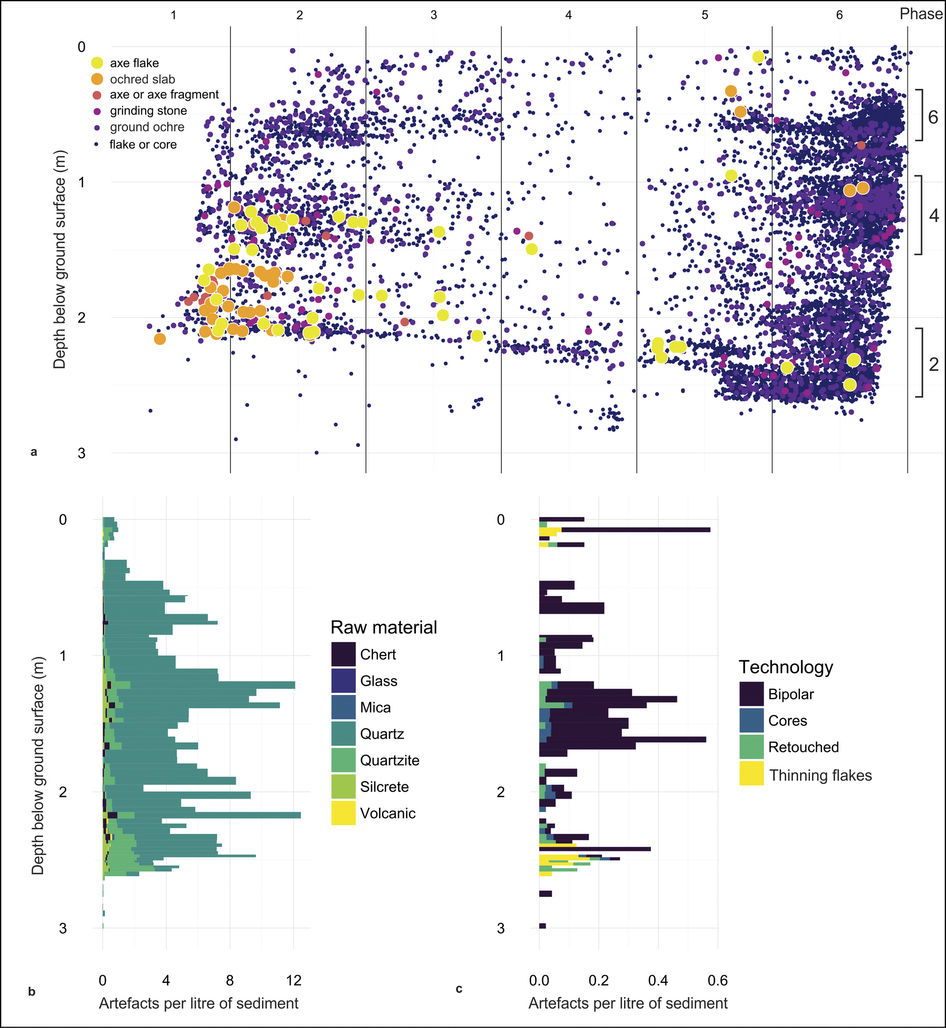 1 2 3 4 5 6 Phase
0
axe flake
ochred slab
axe or axe fragment
grinding stone
ground ochre
flake or core
6
1
4
2
2
3
Depth below ground surface (m)
a
0
1
2
3
Depth below ground surface (m)
0 4 8 12
Artefacts per litre of sediment
b
Raw material
Chert
Glass
Mica
Quartz
Quartzite
Silcrete
Volcanic
0
1
2
3
0.0 0.2 0.4 0.6
Artefacts per litre of sediment
c
Technology
Bipolar
Cores
Retouched
Thinning flakes